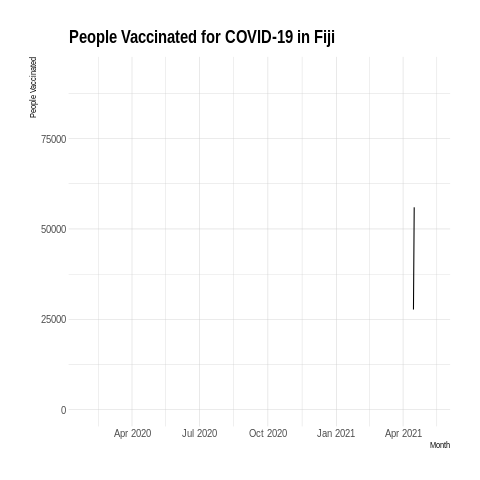 People Vaccinated for COVID-19 in Fiji
People Vaccinated
75000
50000
25000
0
Apr 2020 Jul 2020 Oct 2020 Jan 2021 Apr 2021
Month